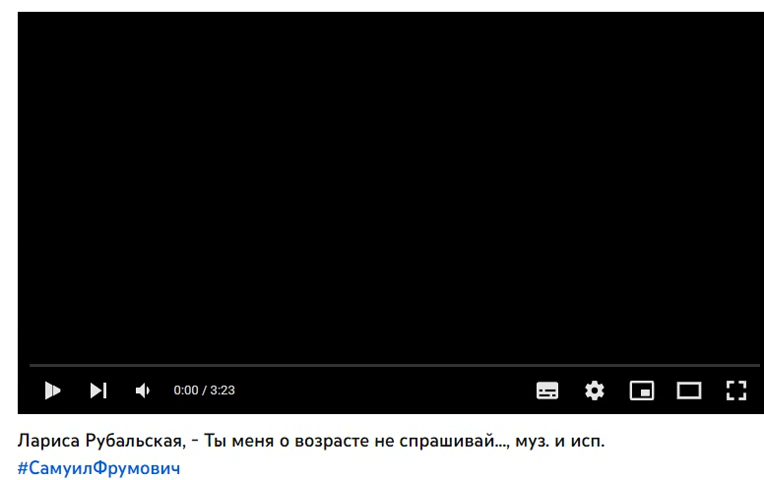 0:00 / 3:23
Лариса Рубальская, - Ты меня о возрасте не спрашивай..., муз. и исп.
#СамуилФрумович